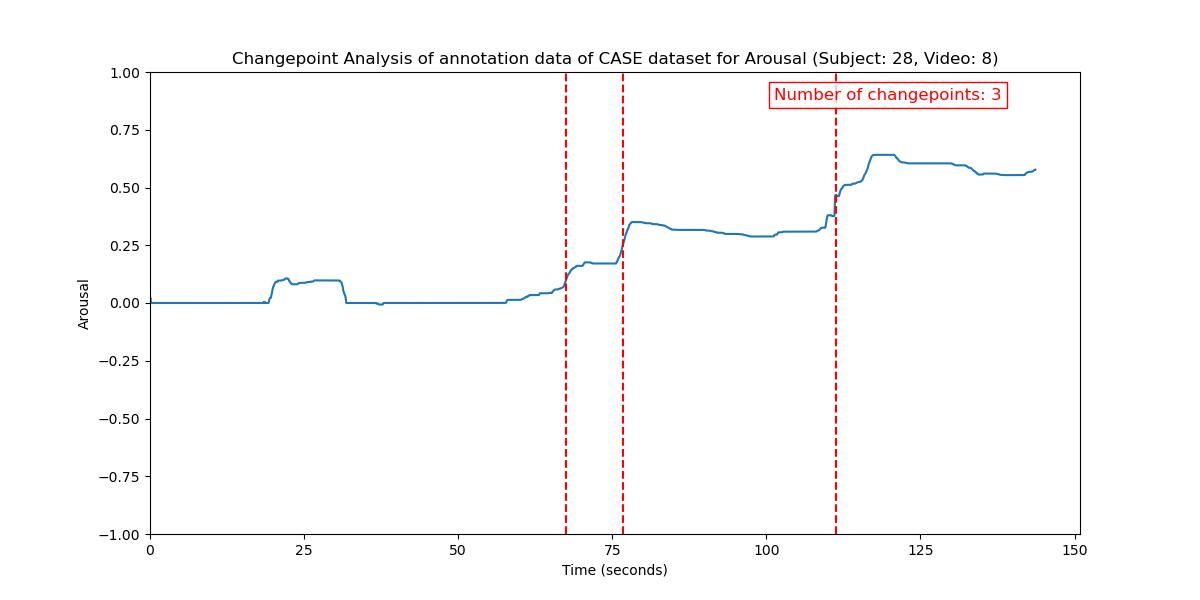 Changepoint Analysis of annotation data of CASE dataset for Arousal (Subject: 28, Video: 8)
Number of changepoints: 3
1.00
0.75
0.50
0.25
0.00
−0.25
−0.50
−0.75
−1.00
Arousal
0 25 50 75 100 125 150
Time (seconds)